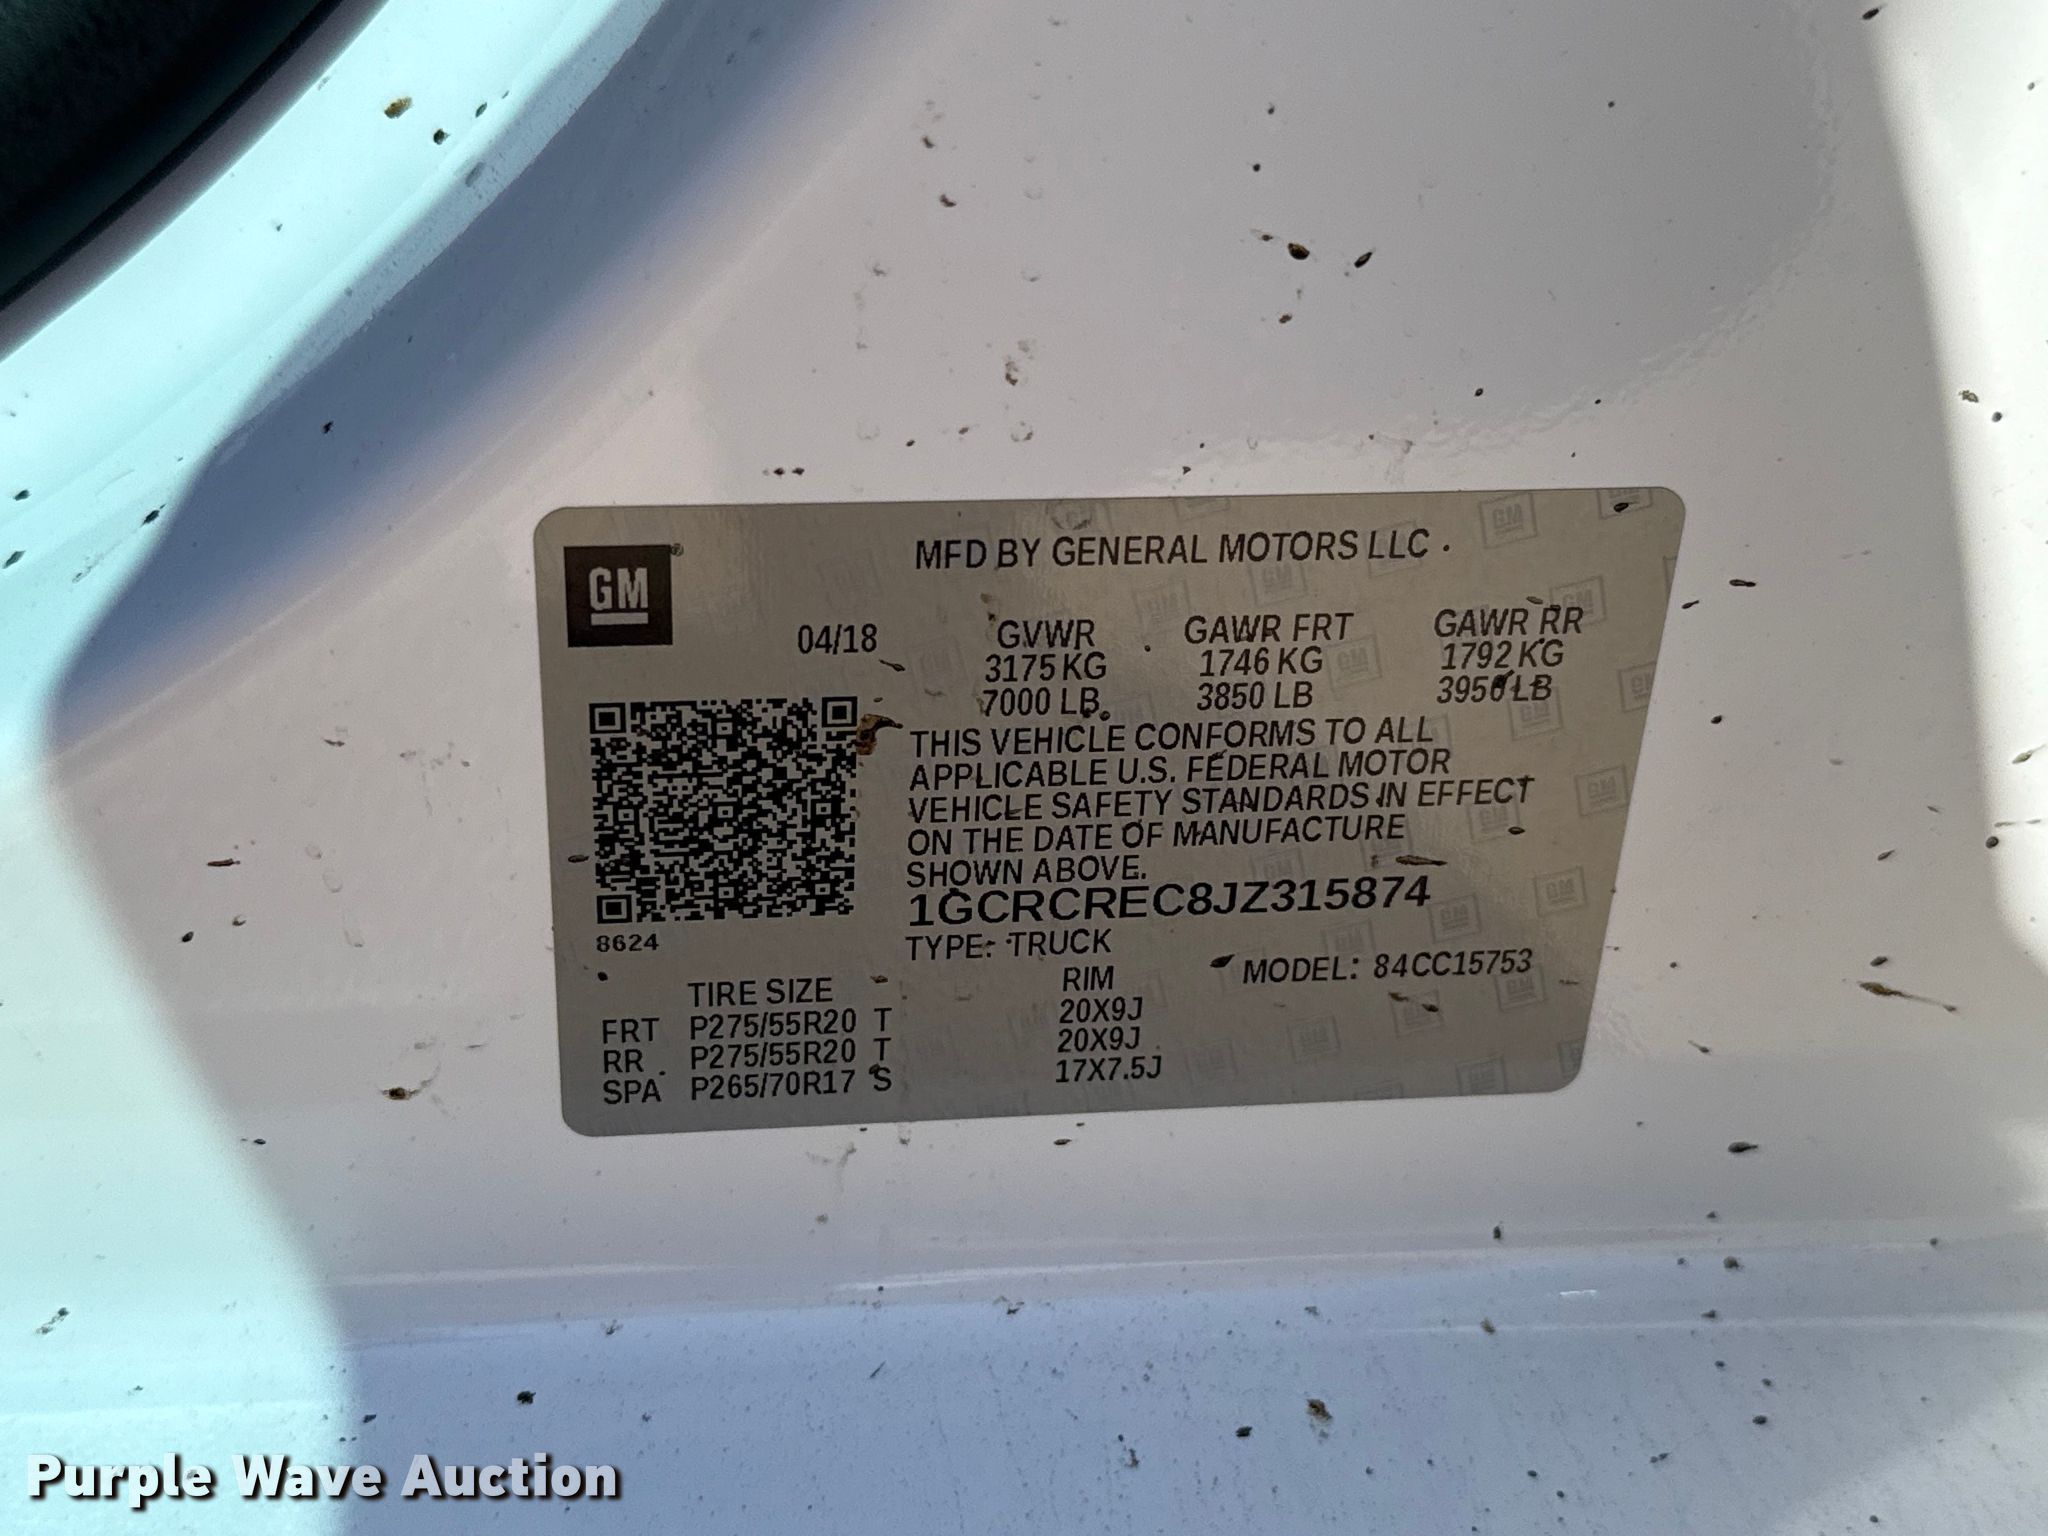 GM
MFD BY GENERAL MOTORS LLC
04/18 GVWR GAWR FRT GAWR RR
3175 KG 1746 KG 1792 KG
7000 LB 3850 LB 3950 LB
THIS VEHICLE CONFORMS TO ALL
APPLICABLE U.S. FEDERAL MOTOR
VEHICLE SAFETY STANDARDS IN EFFECT
ON THE DATE OF MANUFACTURE
SHOWN ABOVE.
1GCRCREC8JZ315874
8624
TYPE: TRUCK MODEL: 84CC15753
TIRE SIZE RIM
FRT P275/55R20 T 20X9J
RR P275/55R20 T 20X9J
SPA P265/70R17 S 17X7.5J
Purple Wave Auction